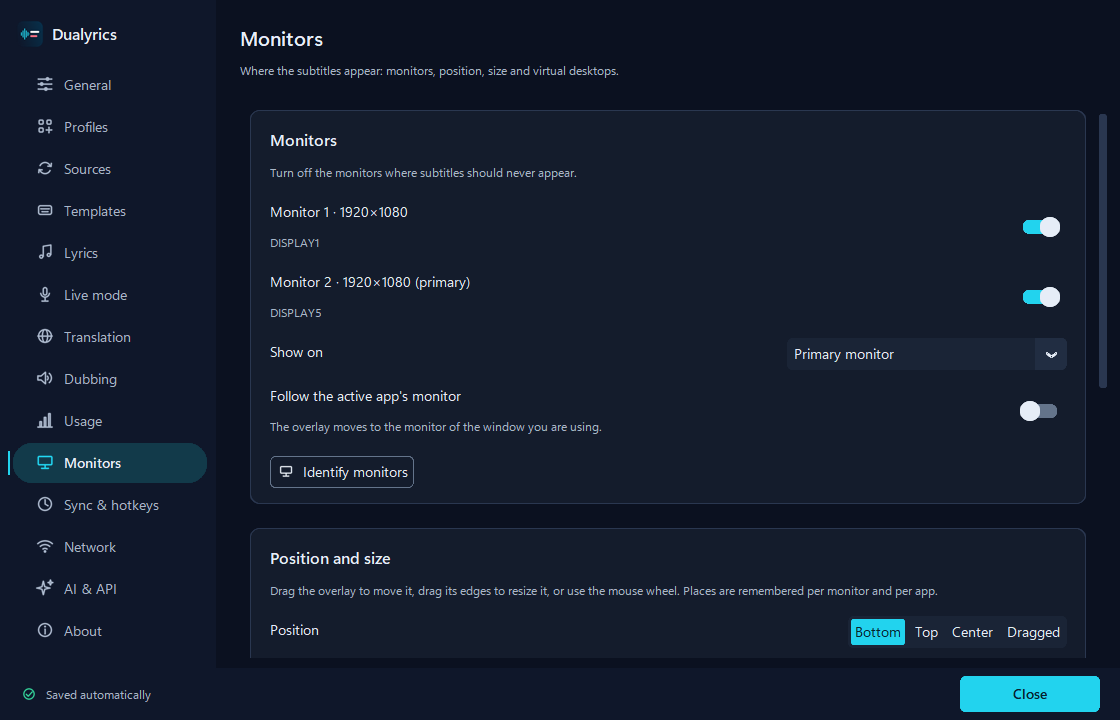 Dualyrics
General
Profiles
Sources
Templates
Lyrics
Live mode
Translation
Dubbing
Usage
Monitors
Sync & hotkeys
Network
AI & API
About
Saved automatically
Monitors
Where the subtitles appear: monitors, position, size and virtual desktops.
Monitors
Turn off the monitors where subtitles should never appear.
Monitor 1 · 1920×1080
DISPLAY1
Monitor 2 · 1920×1080 (primary)
DISPLAY5
Show on Primary monitor
Follow the active app's monitor
The overlay moves to the monitor of the window you are using.
Identify monitors
Position and size
Drag the overlay to move it, drag its edges to resize it, or use the mouse wheel. Places are remembered per monitor and per app.
Position Bottom Top Center Dragged
Close